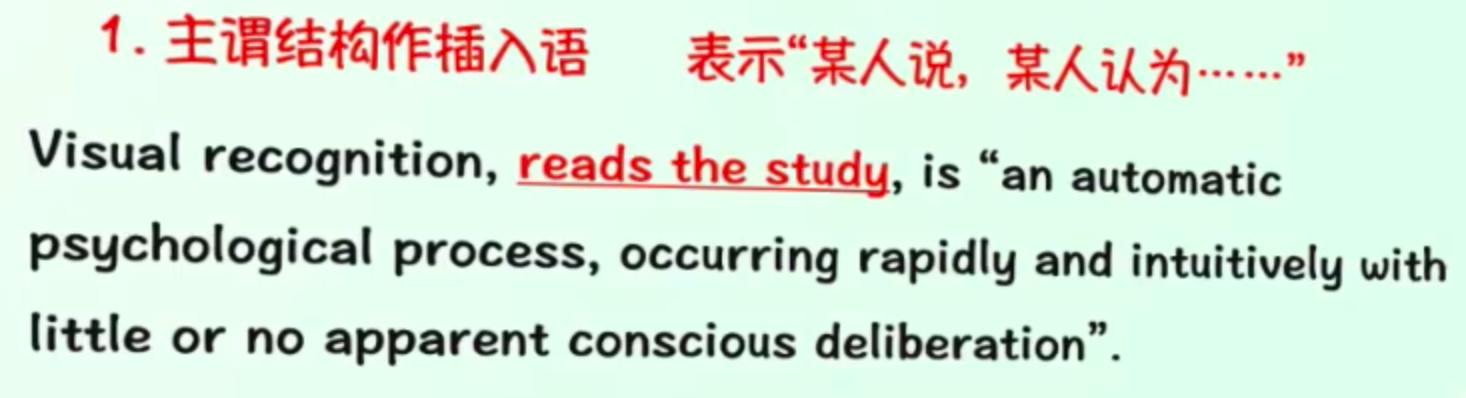 1. 主谓结构作插入语 表示“某人说, 某人认为……”
Visual recognition, reads the study, is “an automatic
psychological process, occurring rapidly and intuitively with
little or no apparent conscious deliberation”.